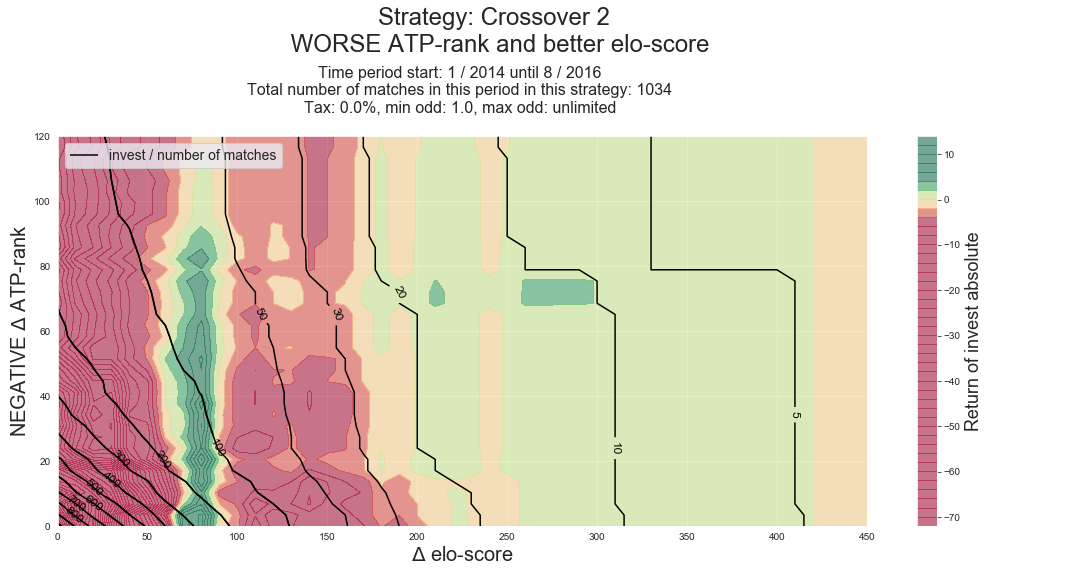 Strategy: Crossover 2
WORSE ATP-rank and better elo-score
Time period start: 1 / 2014 until 8 / 2016
Total number of matches in this period in this strategy: 1034
Tax: 0.0%, min odd: 1.0, max odd: unlimited
invest / number of matches
NEGATIVE Δ ATP-rank
120
100
80
60
40
20
0
0 50 100 150 200 250 300 350 400 450
Δ elo-score
800
700
600
500
400
300
200
100
50
30
20
10
5
10
0
−10
−20
−30
−40
−50
−60
−70
Return of invest absolute